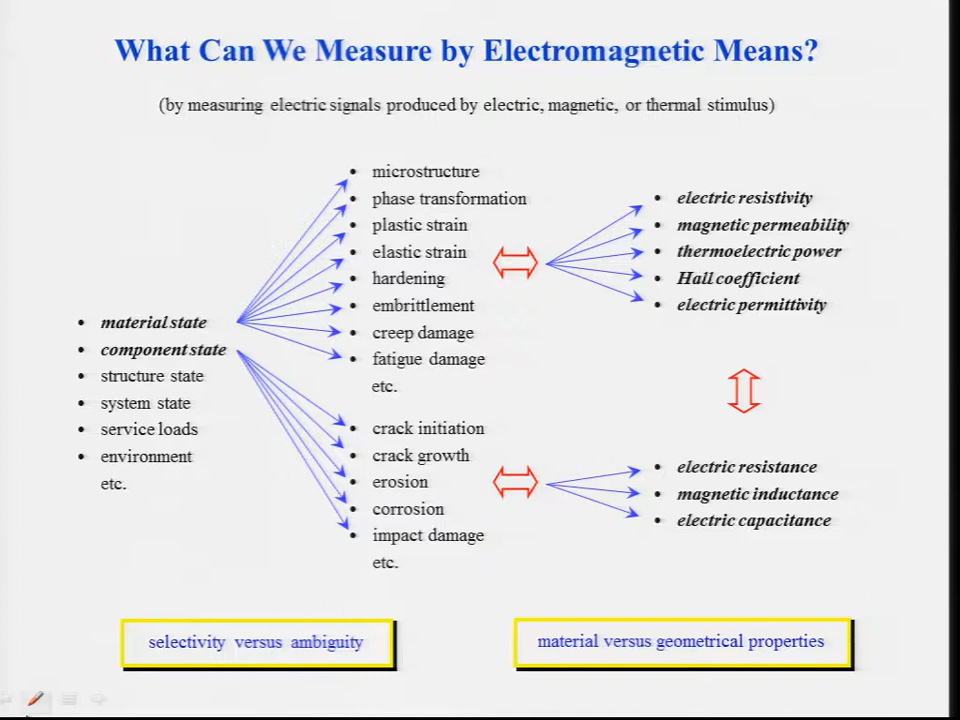 What Can We Measure by Electromagnetic Means?
(by measuring electric signals produced by electric, magnetic, or thermal stimulus)
• material state
• component state
• structure state
• system state
• service loads
• environment
etc.
• microstructure
• phase transformation
• plastic strain
• elastic strain
• hardening
• embrittlement
• creep damage
• fatigue damage
etc.
• crack initiation
• crack growth
• erosion
• corrosion
• impact damage
etc.
• electric resistivity
• magnetic permeability
• thermoelectric power
• Hall coefficient
• electric permittivity
• electric resistance
• magnetic inductance
• electric capacitance
selectivity versus ambiguity
material versus geometrical properties